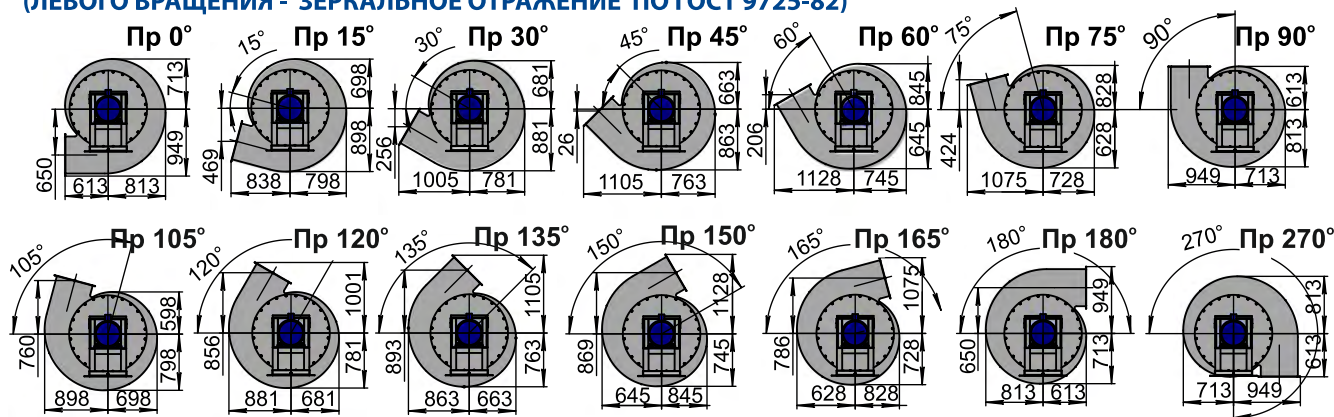 (ЛЕВОГО ВРАЩЕНИЯ - ЗЕРКАЛЬНОЕ ОТРАЖЕНИЕ ПО ГОСТ 9725-82)
Пр 0° 15° Пр 15° 30° Пр 30° 45° Пр 45° 60° Пр 60° 75° Пр 75° 90° Пр 90°
713 698 681 663 845 828 613
949 898 881 863 645 628 813
650 469 256 26 206 424
613 813 838 798 1005 781 1105 763 1128 745 1075 728 949 713
105° Пр 105° 120° Пр 120° 135° Пр 135° 150° Пр 150° 165° Пр 165° 180° Пр 180° 270° Пр 270°
598 1001 1105 1128 1075 949 813
760 798 856 781 893 763 869 745 786 728 650 713 613
898 698 881 681 863 663 645 845 628 828 813 613 713 949